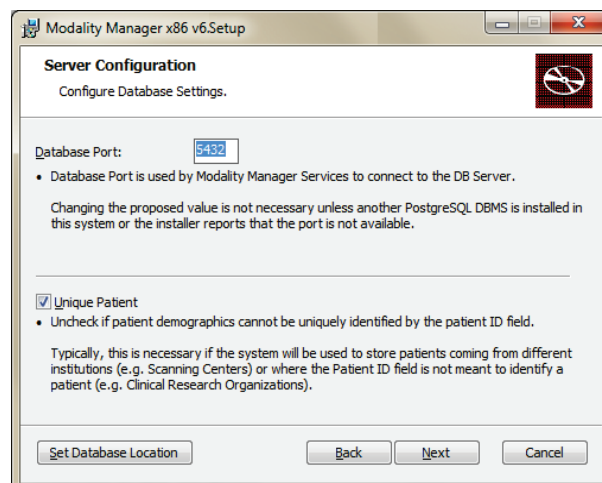 Modality Manager x86 v6.Setup
Server Configuration
Configure Database Settings.
Database Port: 5432
• Database Port is used by Modality Manager Services to connect to the DB Server.
Changing the proposed value is not necessary unless another PostgreSQL DBMS is installed in
this system or the installer reports that the port is not available.
Unique Patient
• Uncheck if patient demographics cannot be uniquely identified by the patient ID field.
Typically, this is necessary if the system will be used to store patients coming from different
institutions (e.g. Scanning Centers) or where the Patient ID field is not meant to identify a
patient (e.g. Clinical Research Organizations).
Set Database Location Back Next Cancel